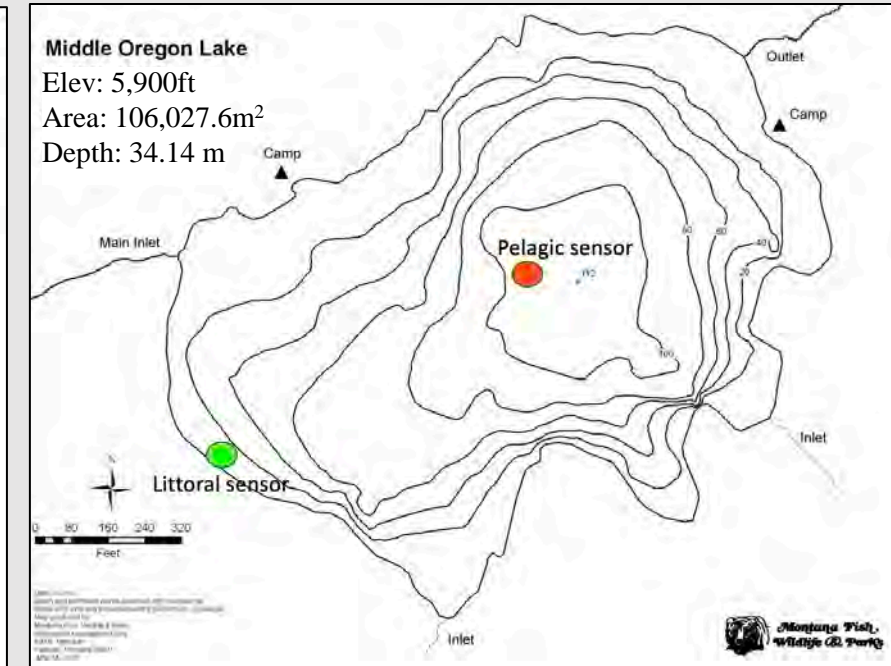 Middle Oregon Lake
Elev: 5,900ft
Area: 106,027.6m²
Depth: 34.14 m
Outlet
Camp
Camp
Main Inlet
Pelagic sensor
112
60
40
20
100
Inlet
N
Littoral sensor
0 80 160 240 320
Feet
Inlet
Montana Fish,
Wildlife & Parks